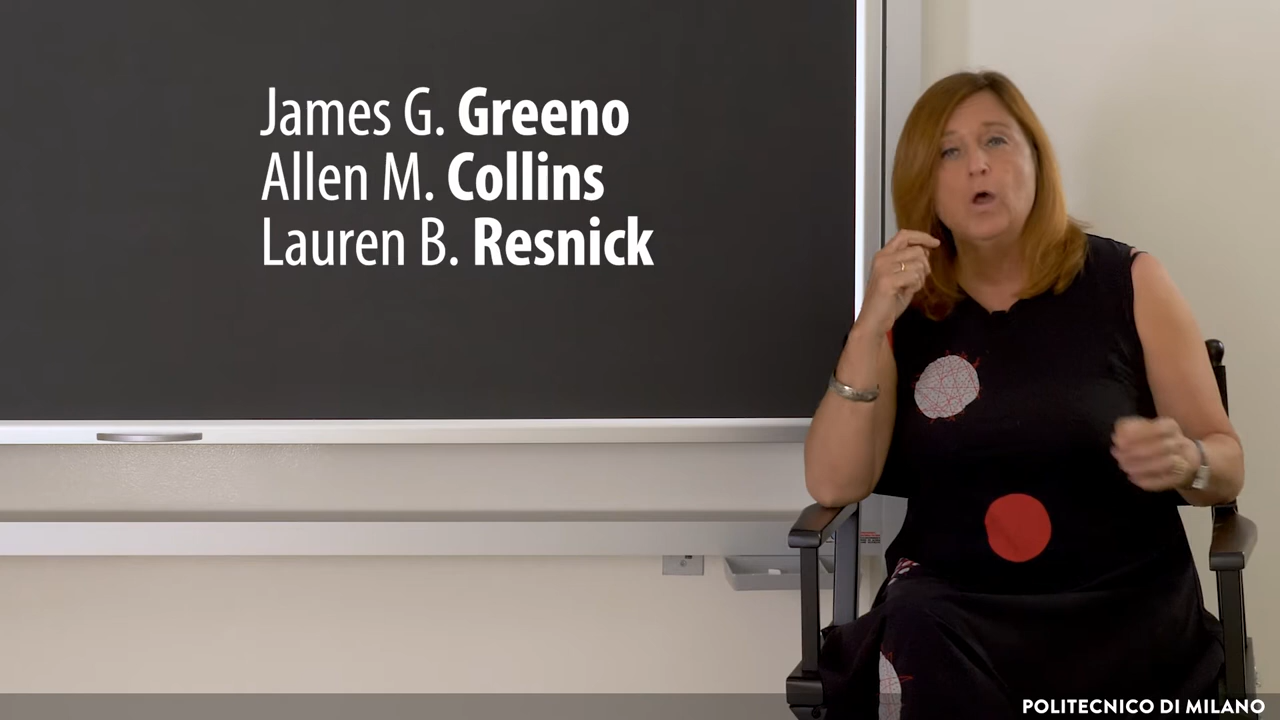 James G. Greeno
Allen M. Collins
Lauren B. Resnick
POLITECNICO DI MILANO